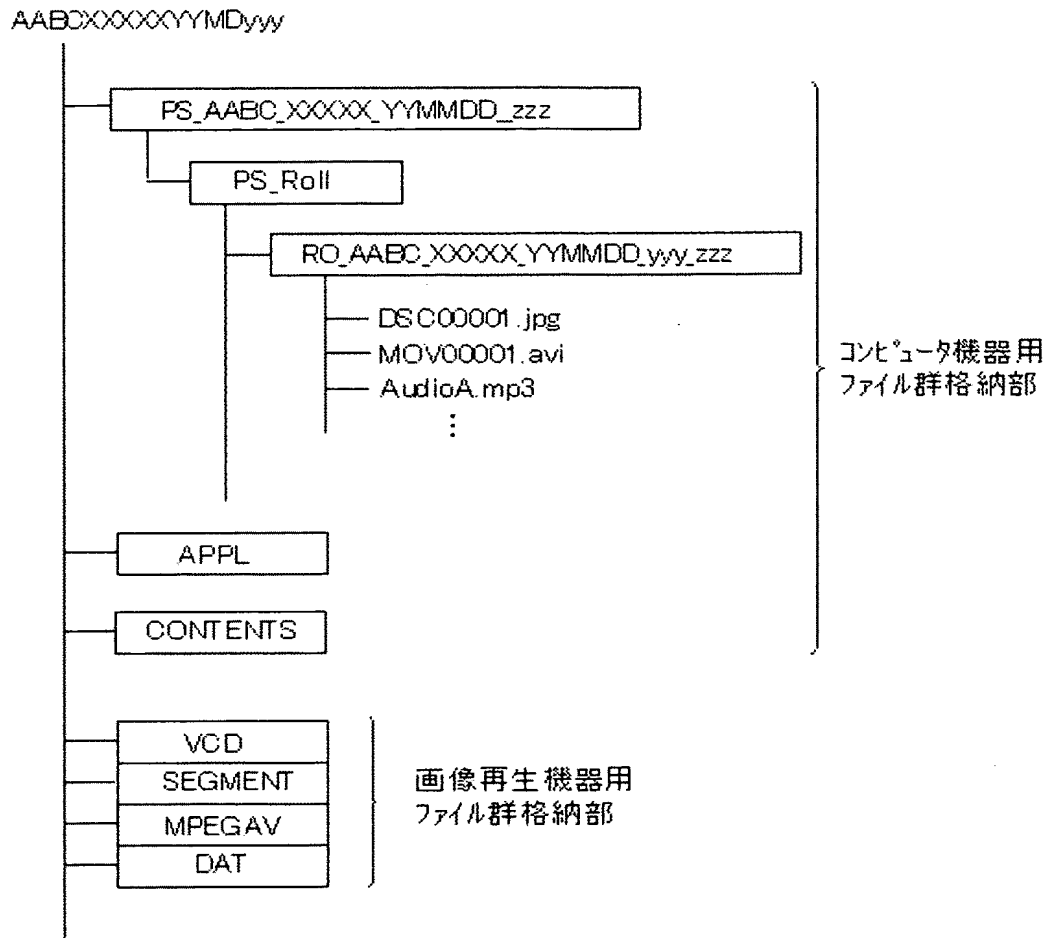 AABCXXXXXYYMDyyy
PS_AABC_XXXXX_YYMMDD_zzz
PS_Roll
RO_AABC_XXXXX_YYMMDD_yyy_zzz
DSC00001.jpg
MOV00001.avi
AudioA.mp3
⋮
コンピュータ機器用
ファイル群格納部
APPL
CONTENTS
VCD
SEGMENT
MPEGAV
DAT
画像再生機器用
ファイル群格納部